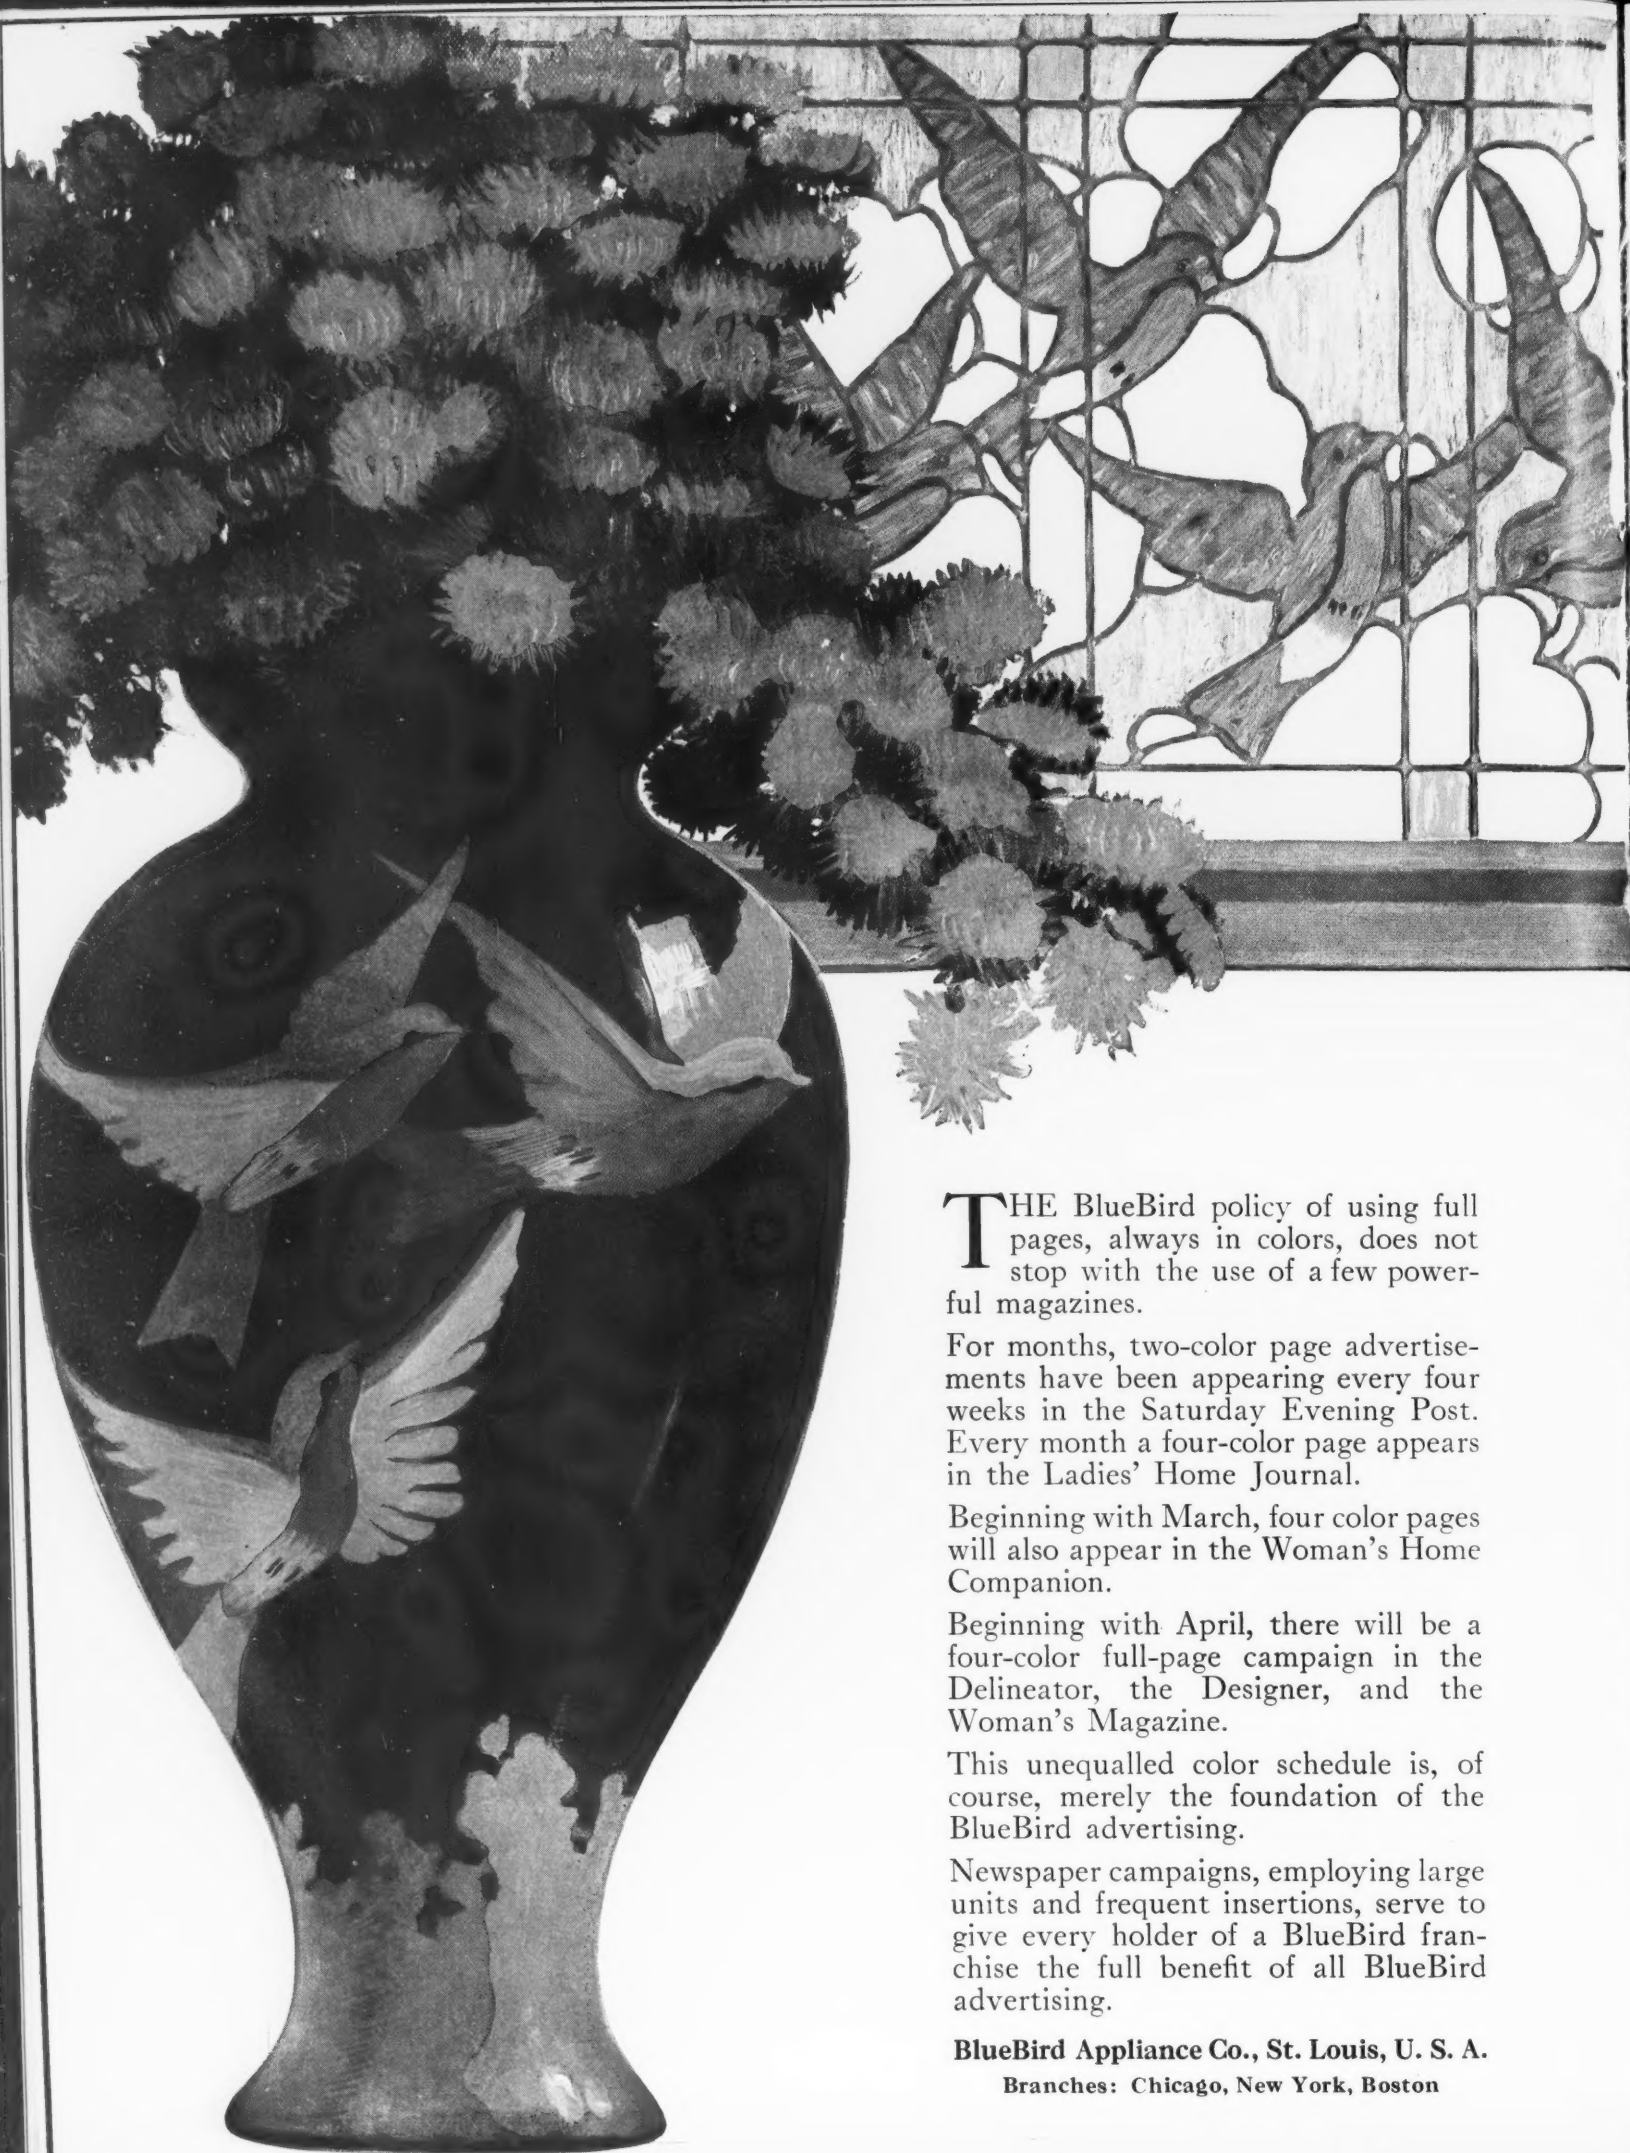 THE BlueBird policy of using full
pages, always in colors, does not
stop with the use of a few power-
ful magazines.
For months, two-color page advertise-
ments have been appearing every four
weeks in the Saturday Evening Post.
Every month a four-color page appears
in the Ladies' Home Journal.
Beginning with March, four color pages
will also appear in the Woman's Home
Companion.
Beginning with April, there will be a
four-color full-page campaign in the
Delineator, the Designer, and the
Woman's Magazine.
This unequalled color schedule is, of
course, merely the foundation of the
BlueBird advertising.
Newspaper campaigns, employing large
units and frequent insertions, serve to
give every holder of a BlueBird fran-
chise the full benefit of all BlueBird
advertising.
BlueBird Appliance Co., St. Louis, U. S. A.
Branches: Chicago, New York, Boston